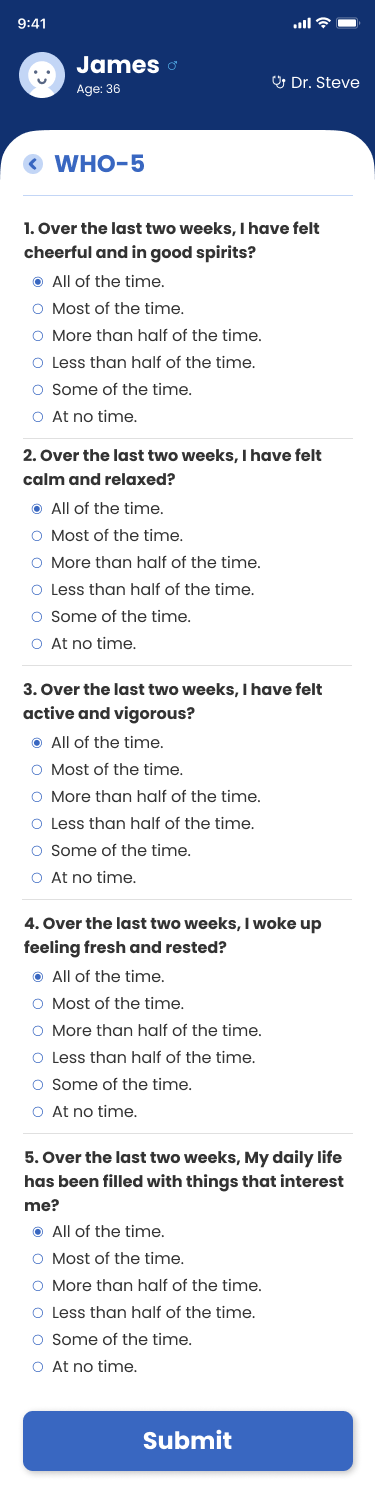 9:41
James
Age: 36
Dr. Steve
WHO-5
1. Over the last two weeks, I have felt
cheerful and in good spirits?
All of the time.
Most of the time.
More than half of the time.
Less than half of the time.
Some of the time.
At no time.
2. Over the last two weeks, I have felt
calm and relaxed?
All of the time.
Most of the time.
More than half of the time.
Less than half of the time.
Some of the time.
At no time.
3. Over the last two weeks, I have felt
active and vigorous?
All of the time.
Most of the time.
More than half of the time.
Less than half of the time.
Some of the time.
At no time.
4. Over the last two weeks, I woke up
feeling fresh and rested?
All of the time.
Most of the time.
More than half of the time.
Less than half of the time.
Some of the time.
At no time.
5. Over the last two weeks, My daily life
has been filled with things that interest
me?
All of the time.
Most of the time.
More than half of the time.
Less than half of the time.
Some of the time.
At no time.
Submit